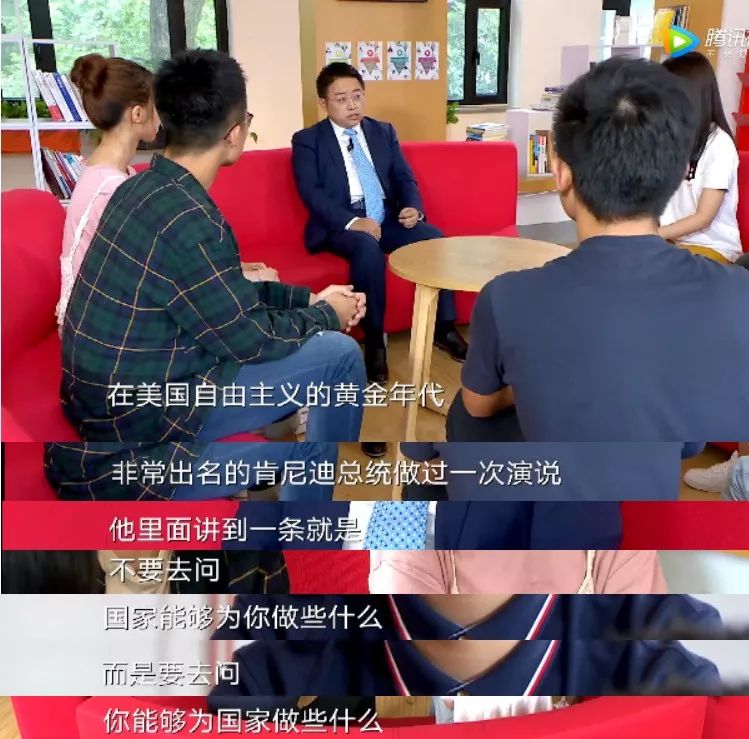 腾讯
在美国自由主义的黄金年代
非常出名的肯尼迪总统做过一次演说
他里面讲到一条就是
不要去问
国家能够为你做些什么
而是要去问
你能够为国家做些什么